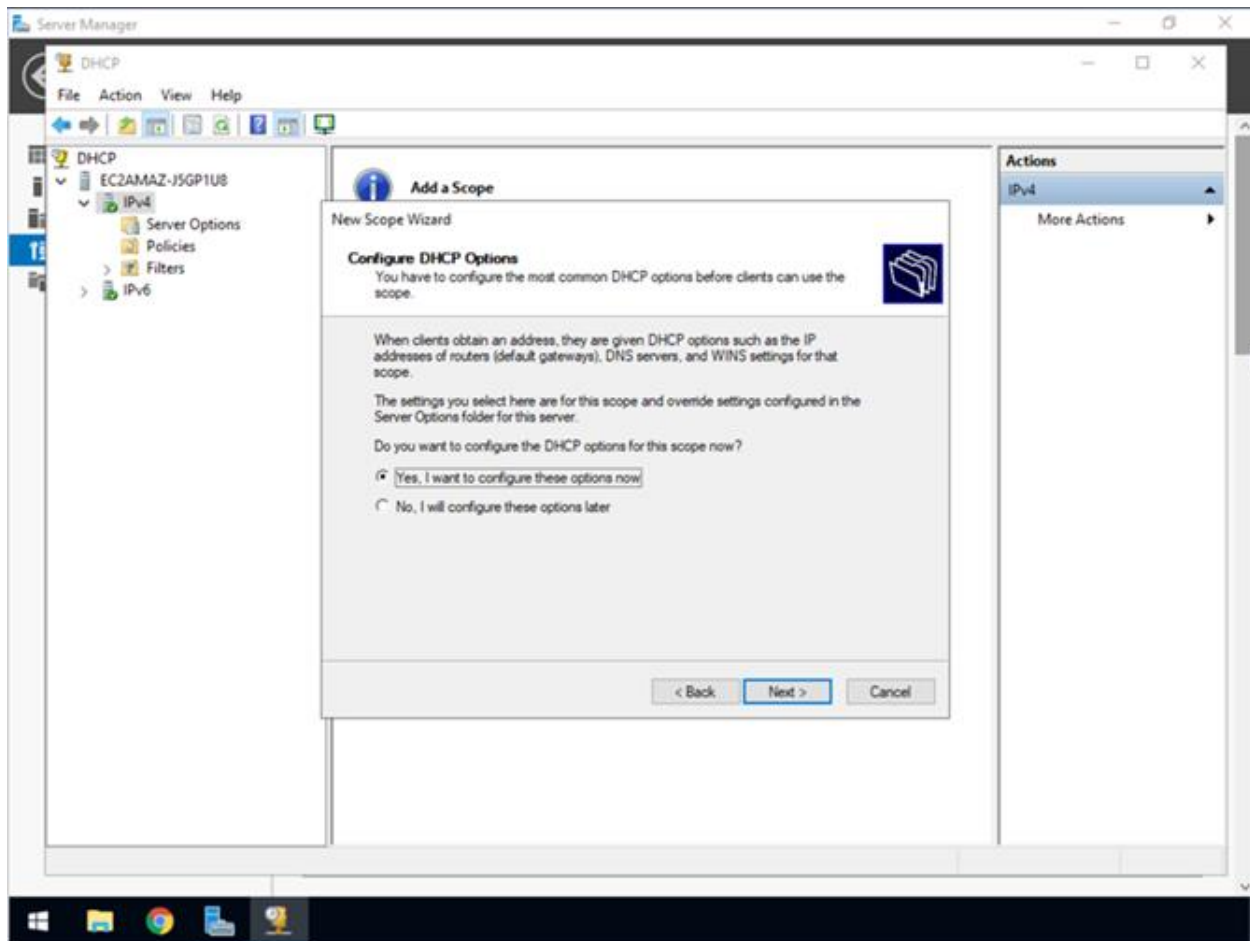 Server Manager
DHCP
File Action View Help
DHCP
EC2AMAZ-J5GP1U8
IPv4
Server Options
Policies
Filters
IPv6
Add a Scope
New Scope Wizard
Configure DHCP Options
You have to configure the most common DHCP options before clients can use the
scope.
When clients obtain an address, they are given DHCP options such as the IP
addresses of routers (default gateways), DNS servers, and WINS settings for that
scope.
The settings you select here are for this scope and override settings configured in the
Server Options folder for this server.
Do you want to configure the DHCP options for this scope now?
Yes, I want to configure these options now
No, I will configure these options later
< Back Next > Cancel
Actions
IPv4
More Actions